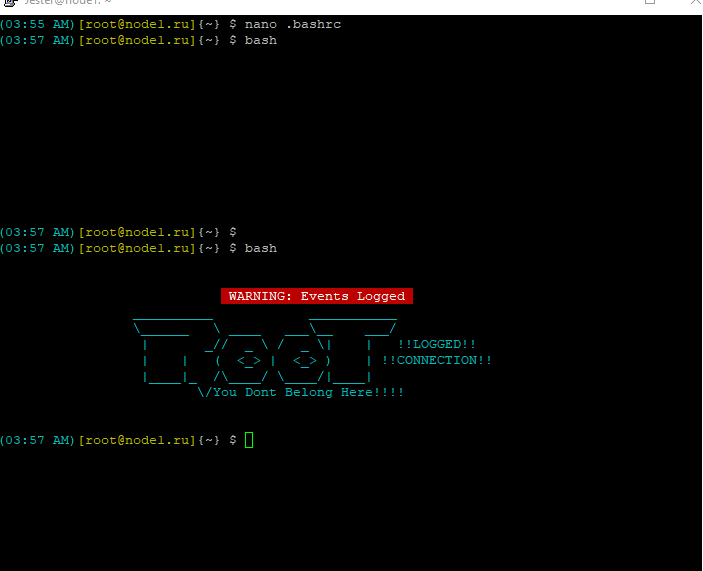 Jester@node1: ~
(03:55 AM)[root@node1.ru]{~} $ nano .bashrc
(03:57 AM)[root@node1.ru]{~} $ bash
(03:57 AM)[root@node1.ru]{~} $
(03:57 AM)[root@node1.ru]{~} $ bash
WARNING: Events Logged
RooT
!!LOGGED!!
!!CONNECTION!!
\/You Dont Belong Here!!!!
(03:57 AM)[root@node1.ru]{~} $